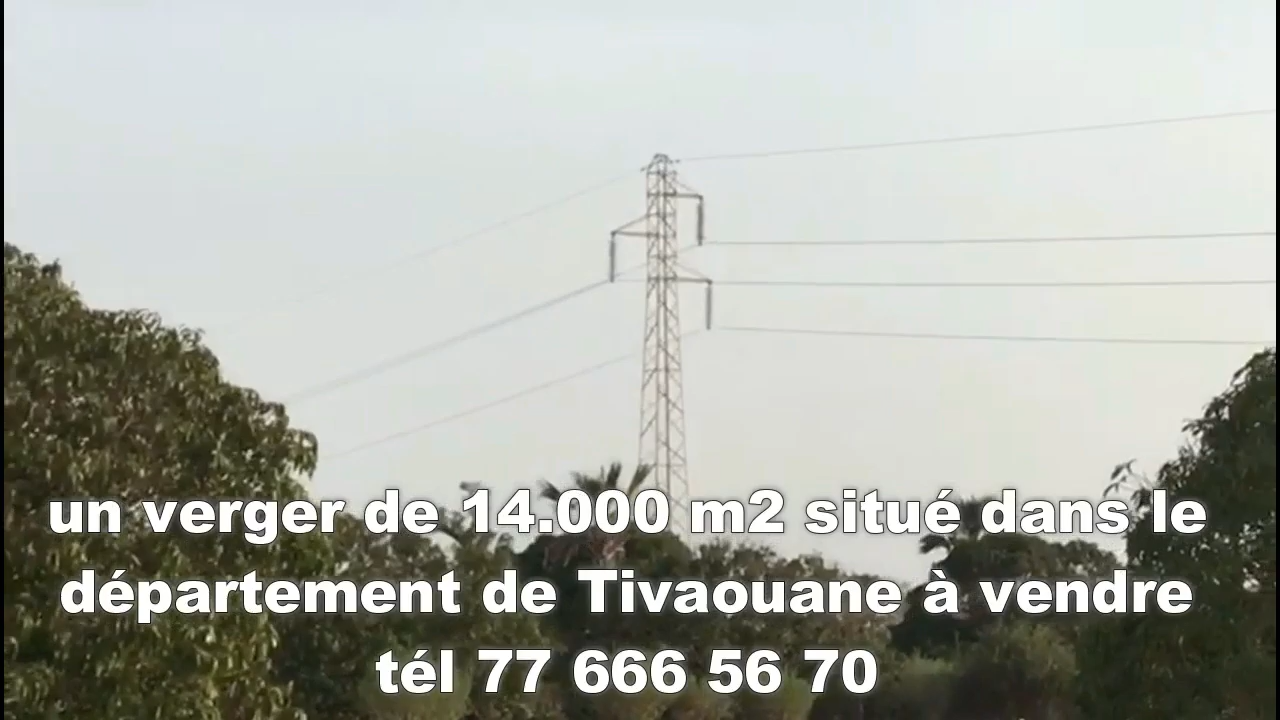 un verger de 14.000 m2 situé dans le
département de Tivaouane à vendre
tél 77 666 56 70